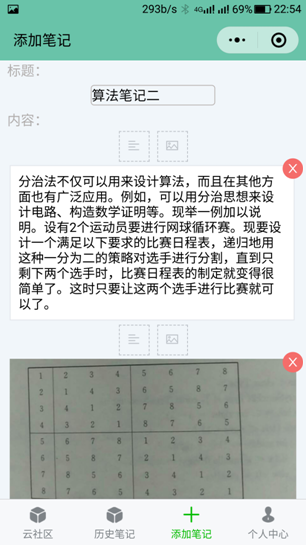 293b/s 4G 69% 22:54
添加笔记
标题：
算法笔记二
内容：
分治法不仅可以用来设计算法，而且在其他方
面也有广泛应用。例如，可以用分治思想来设
计电路、构造数学证明等。现举一例加以说
明。设有2个运动员要进行网球循环赛。现要设
计一个满足以下要求的比赛日程表，递归地用
这种一分为二的策略对选手进行分割，直到只
剩下两个选手时，比赛日程表的制定就变得很
简单了。这时只要让这两个选手进行比赛就可
以了。
1 2 3 4 5 6 7 8
2 1 4 3 6 5 8 7
3 4 1 2 7 8 5 6
4 3 2 1 8 7 6 5
5 6 7 8 1 2 3 4
6 5 8 7 2 1 4 3
7 8 5 6 3 4 1 2
8 7 6 5 4 3 2 1
云社区 历史笔记 添加笔记 个人中心